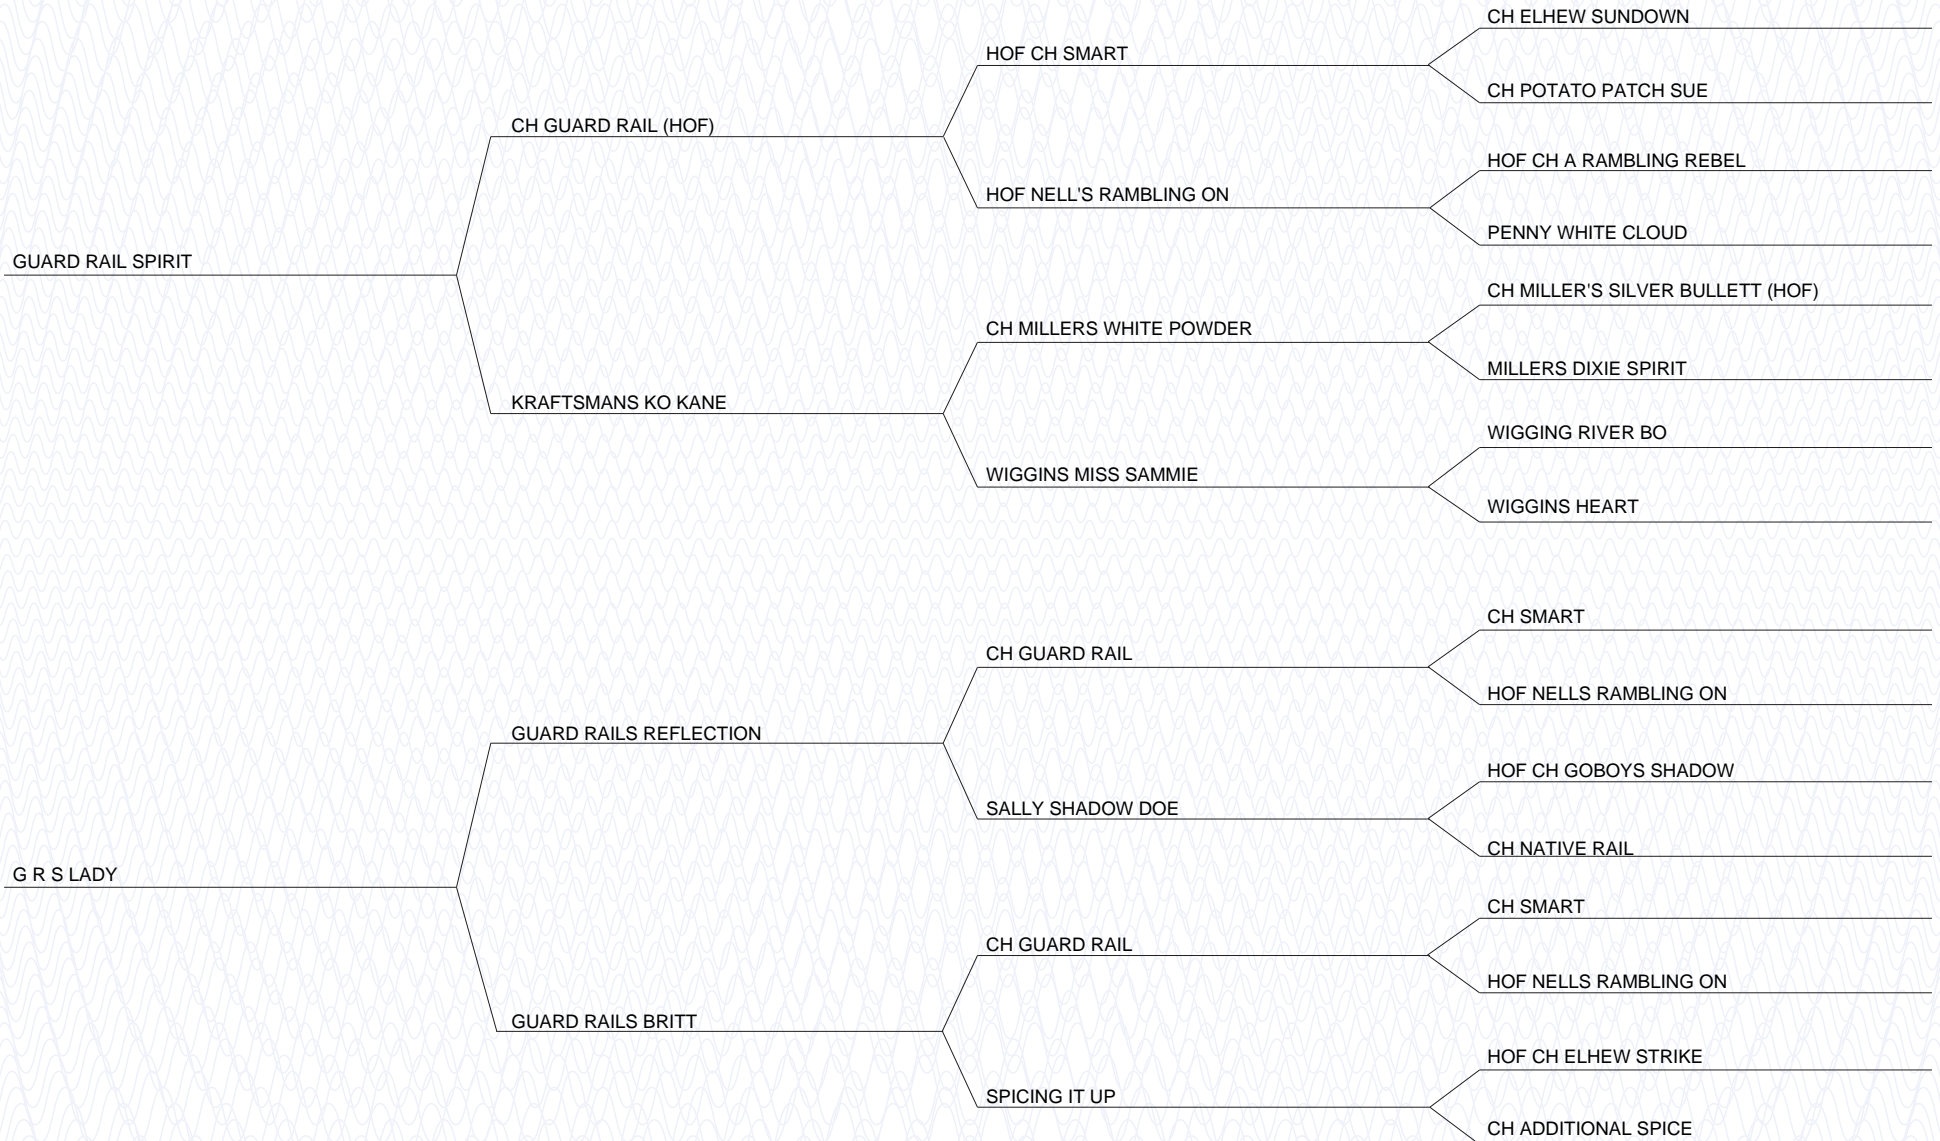 CH ELHEW SUNDOWN
HOF CH SMART
CH POTATO PATCH SUE
CH GUARD RAIL (HOF)
HOF CH A RAMBLING REBEL
HOF NELL'S RAMBLING ON
PENNY WHITE CLOUD
GUARD RAIL SPIRIT
CH MILLER'S SILVER BULLETT (HOF)
CH MILLERS WHITE POWDER
MILLERS DIXIE SPIRIT
KRAFTSMANS KO KANE
WIGGING RIVER BO
WIGGINS MISS SAMMIE
WIGGINS HEART
CH SMART
CH GUARD RAIL
HOF NELLS RAMBLING ON
GUARD RAILS REFLECTION
HOF CH GOBOYS SHADOW
SALLY SHADOW DOE
CH NATIVE RAIL
G R S LADY
CH SMART
CH GUARD RAIL
HOF NELLS RAMBLING ON
GUARD RAILS BRITT
HOF CH ELHEW STRIKE
SPICING IT UP
CH ADDITIONAL SPICE